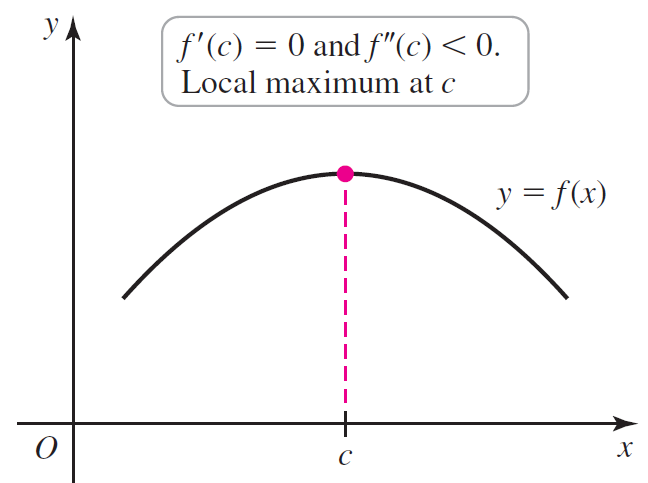 y
f'(c) = 0 and f"(c) < 0.
Local maximum at c
y = f(x)
O
c
x